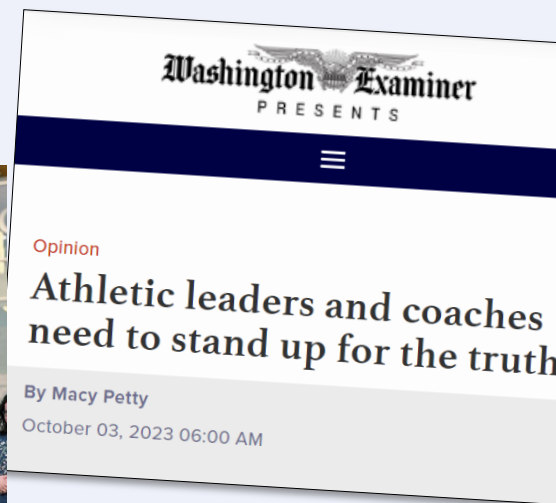 Washington Examiner
PRESENTS
Opinion
Athletic leaders and coaches
need to stand up for the truth
By Macy Petty
October 03, 2023 06:00 AM